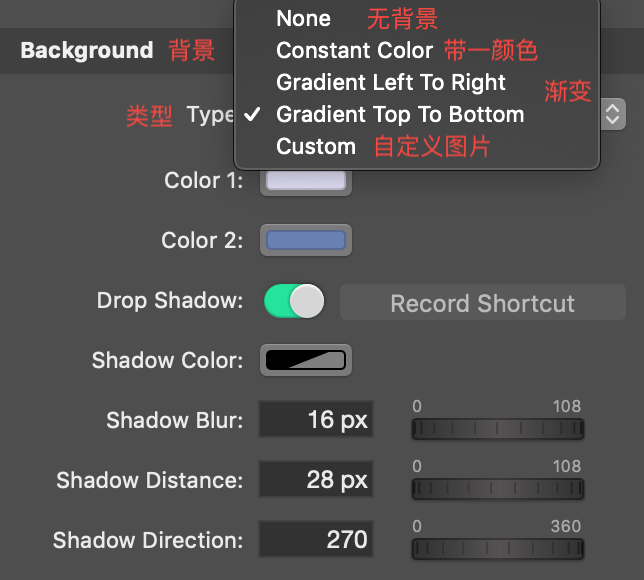 None 无背景
Background 背景
Constant Color 带一颜色
Gradient Left To Right 渐变
类型 Type ✓ Gradient Top To Bottom
Custom 自定义图片
Color 1:
Color 2:
Drop Shadow: Record Shortcut
Shadow Color:
0 108
Shadow Blur: 16 px
0 108
Shadow Distance: 28 px
0 360
Shadow Direction: 270